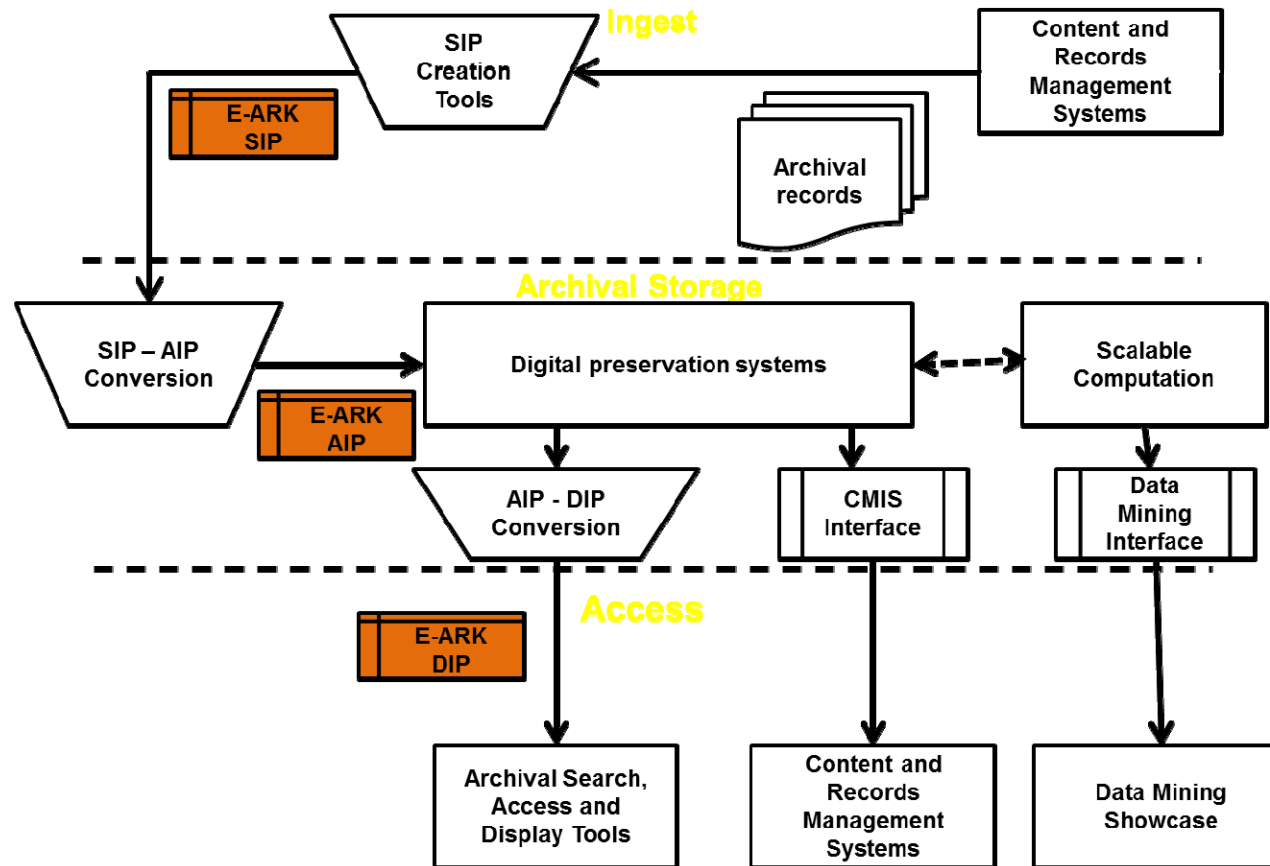 Ingest
SIP
Creation
Tools
Content and
Records
Management
Systems
E-ARK
SIP
Archival
records
Archival Storage
SIP – AIP
Conversion
Digital preservation systems
Scalable
Computation
E-ARK
AIP
AIP - DIP
Conversion
CMIS
Interface
Data
Mining
Interface
Access
E-ARK
DIP
Archival Search,
Access and
Display Tools
Content and
Records
Management
Systems
Data Mining
Showcase